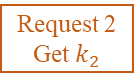 Request 2
Get k₂